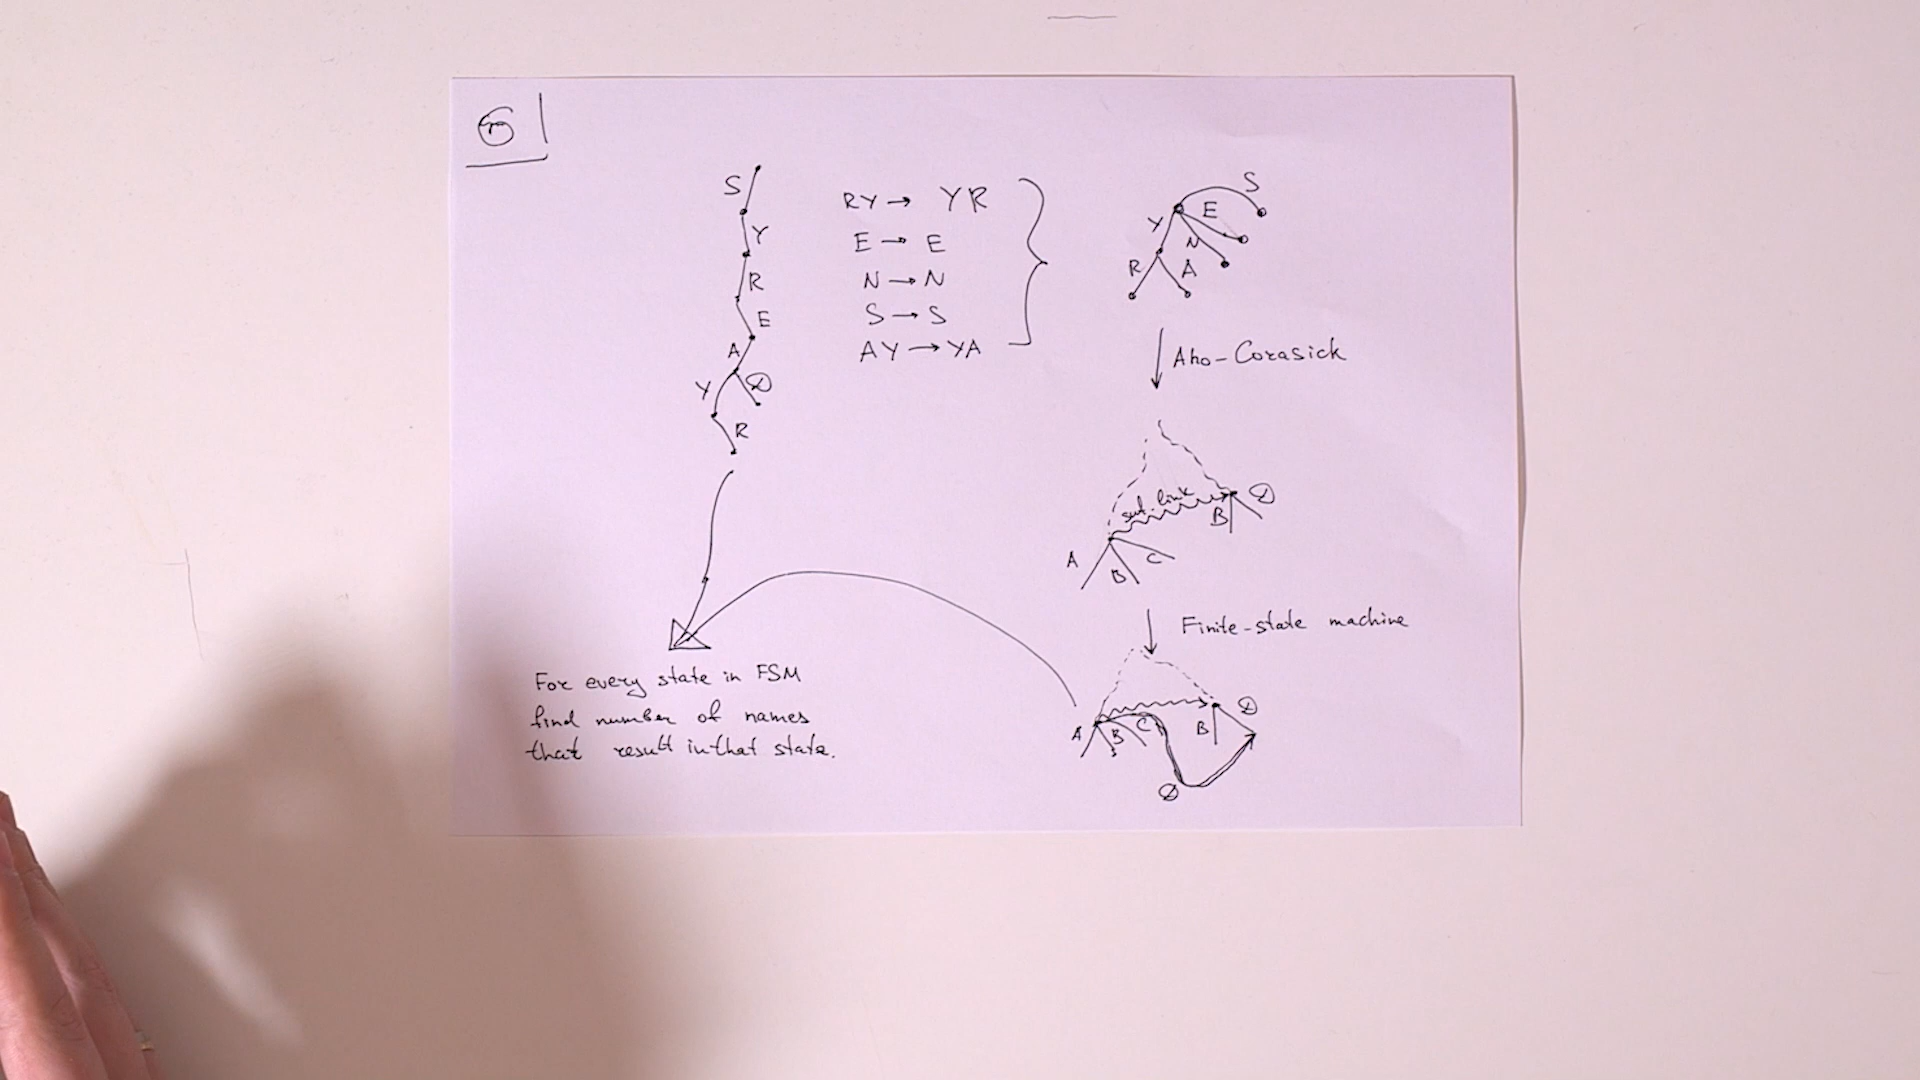 6
S
Y
R
E
A
Y
D
R
RY → YR
E → E
N → N
S → S
AY → YA
S
E
Y
N
R
A
Aho-Corasick
suf. link
D
B
A
B
C
Finite-state machine
D
A
B
C
B
D
For every state in FSM
find number of names
that result in that state.